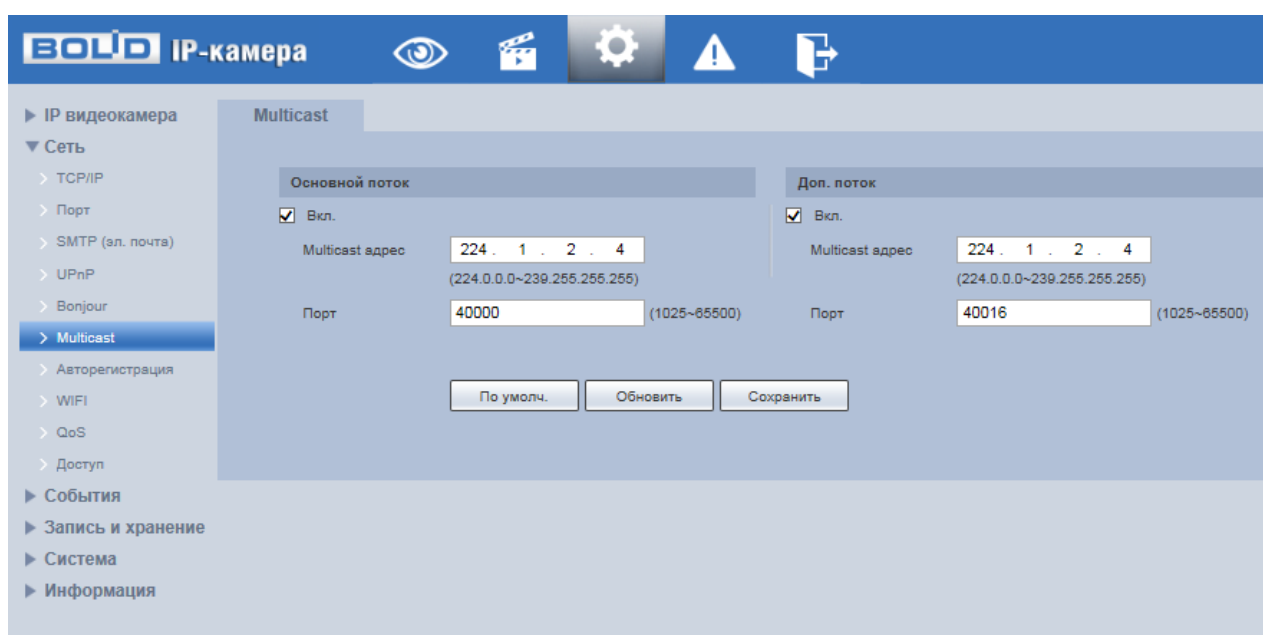 BOLID IP-камера
IP видеокамера
Сеть
TCP/IP
Порт
SMTP (эл. почта)
UPnP
Bonjour
Multicast
Авторегистрация
WIFI
QoS
Доступ
События
Запись и хранение
Система
Информация
Multicast
Основной поток
Вкл.
Multicast адрес 224. 1 . 2 . 4
(224.0.0.0~239.255.255.255)
Порт 40000 (1025~65500)
Доп. поток
Вкл.
Multicast адрес 224. 1 . 2 . 4
(224.0.0.0~239.255.255.255)
Порт 40016 (1025~65500)
По умолч. Обновить Сохранить